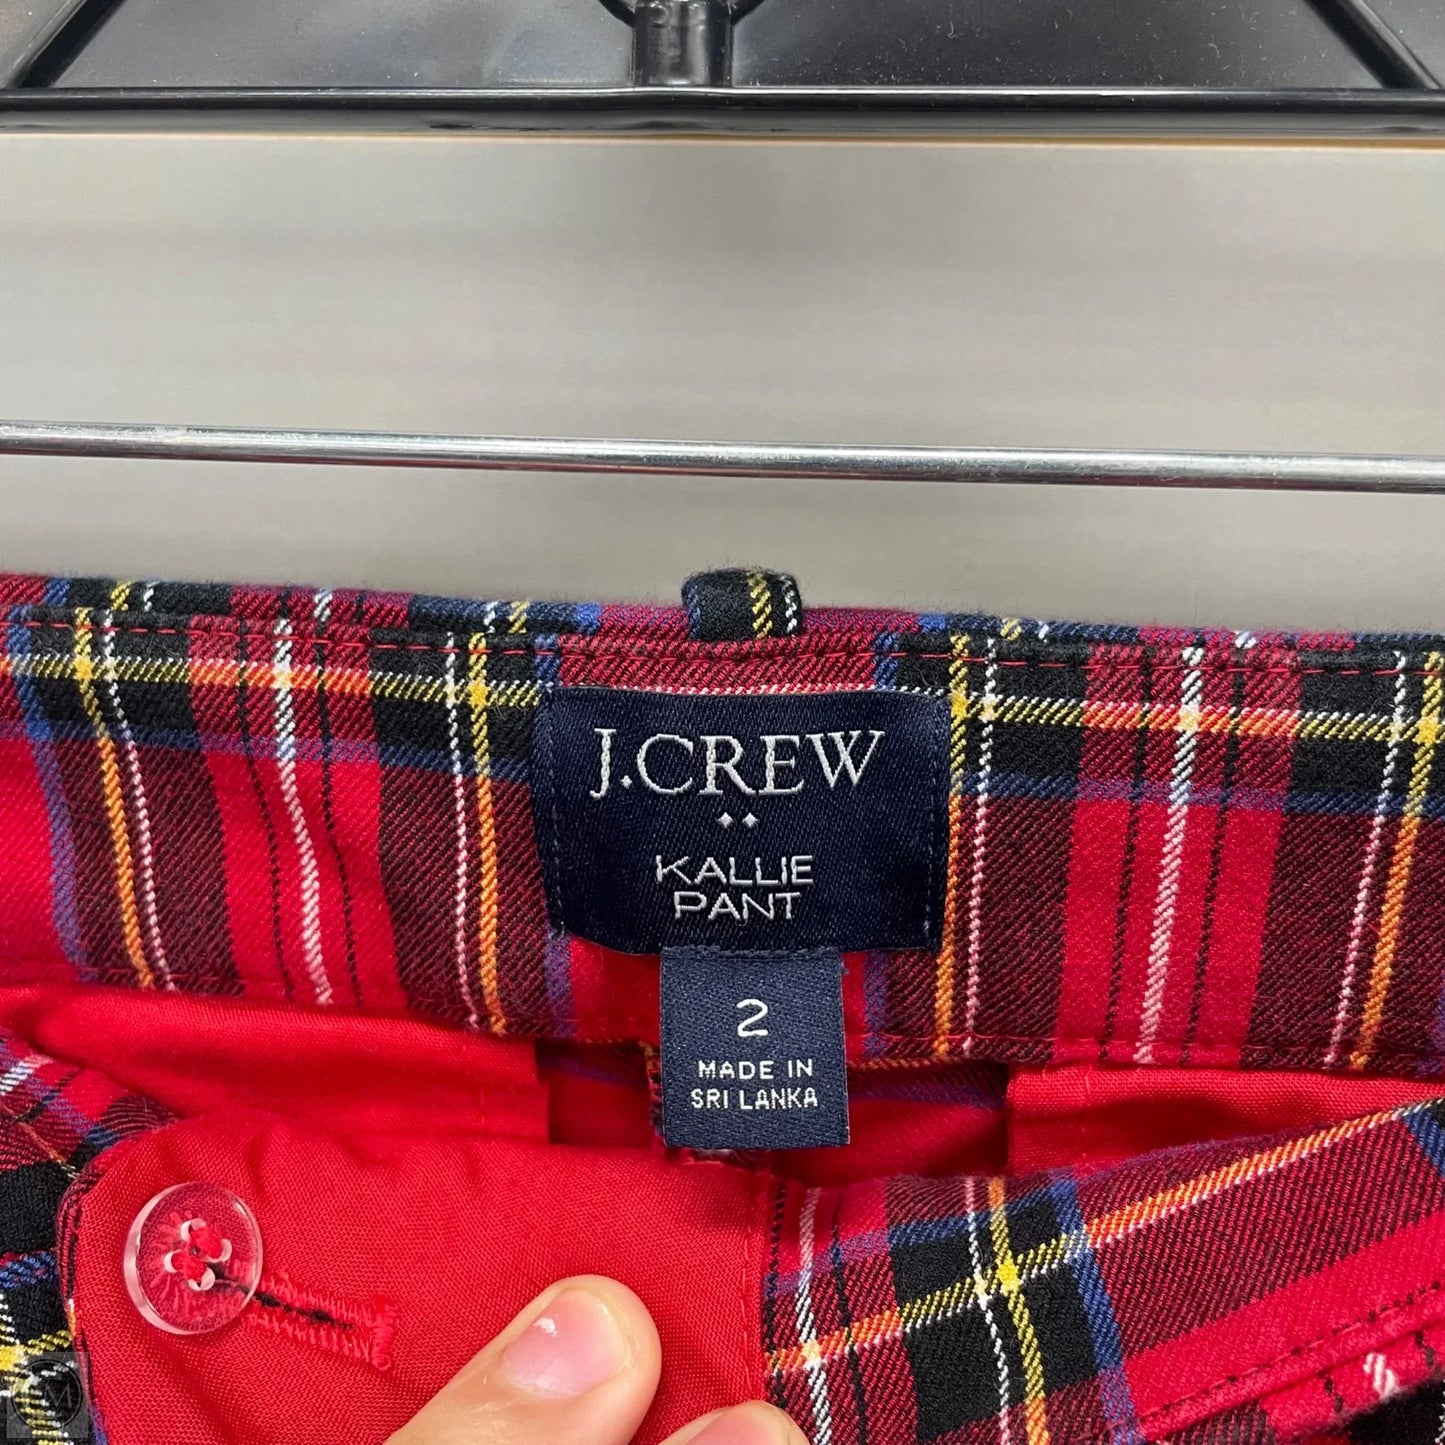 J.CREW
KALLIE
PANT
2
MADE IN
SRI LANKA
M